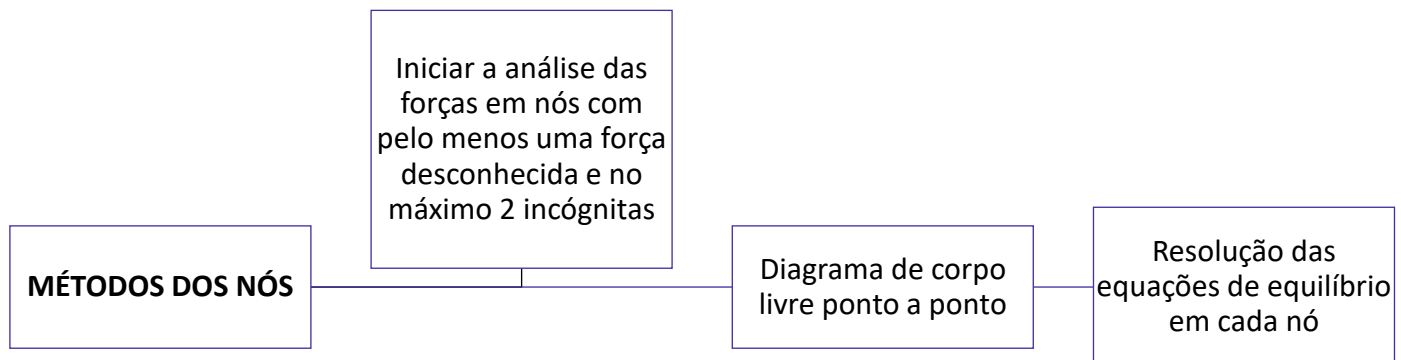 MÉTODOS DOS NÓS
Iniciar a análise das
forças em nós com
pelo menos uma força
desconhecida e no
máximo 2 incógnitas
Diagrama de corpo
livre ponto a ponto
Resolução das
equações de equilíbrio
em cada nó